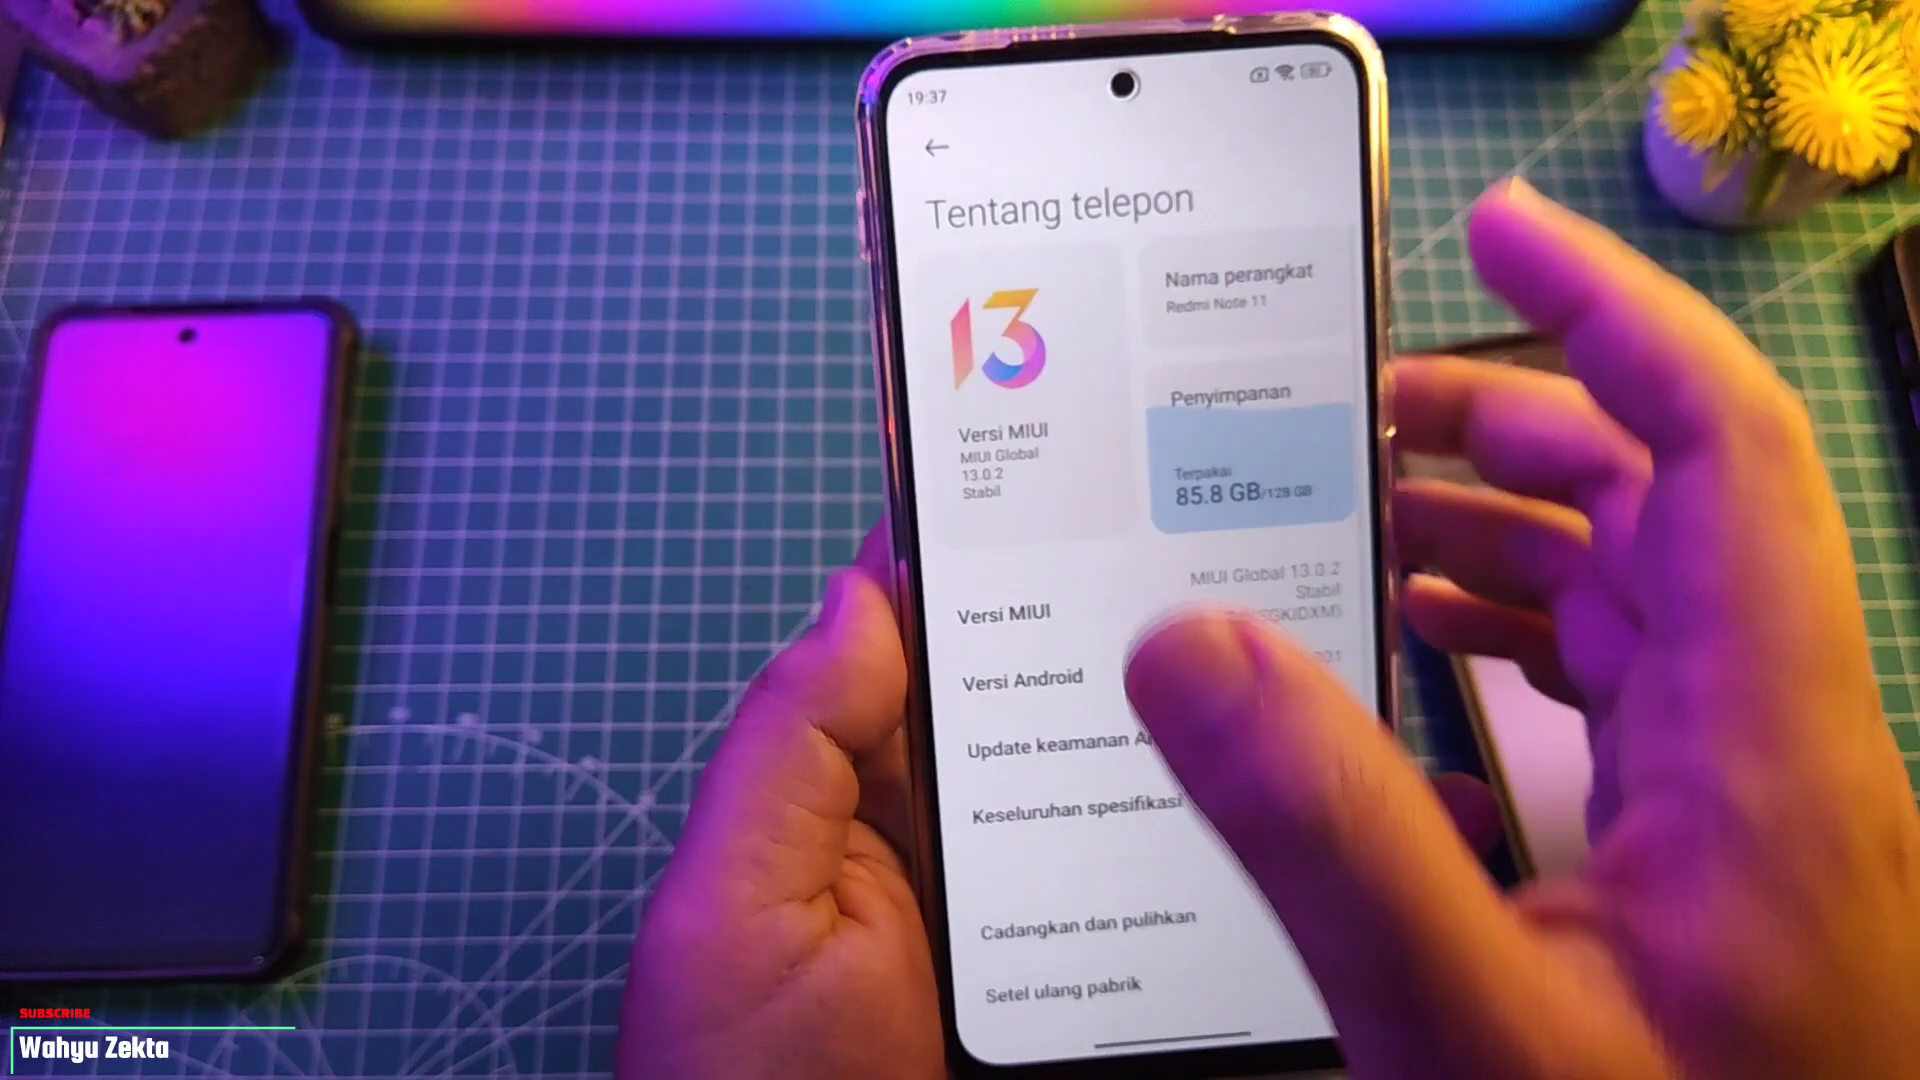 19:37
Tentang telepon
13
Versi MIUI
MIUI Global
13.0.2
Stabil
Nama perangkat
Redmi Note 11
Penyimpanan
Terpakai
85.8 GB/128 GB
Versi MIUI
MIUI Global 13.0.2
Stabil
Versi Android
Update keamanan
Keseluruhan spesifikasi
Cadangkan dan pulihkan
Setel ulang pabrik
SUBSCRIBE
Wahyu Zekta